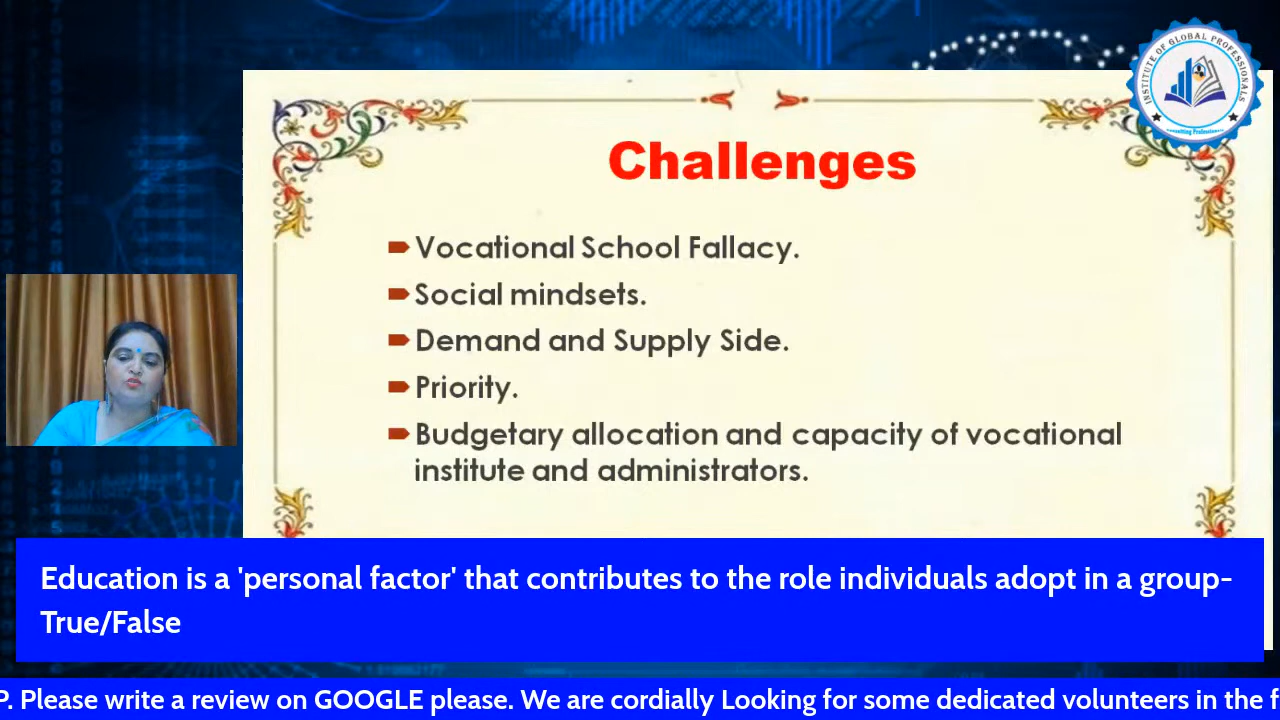 INSTITUTE OF GLOBAL PROFESSIONALS
Challenges
Vocational School Fallacy.
Social mindsets.
Demand and Supply Side.
Priority.
Budgetary allocation and capacity of vocational
institute and administrators.
Education is a 'personal factor' that contributes to the role individuals adopt in a group-
True/False
P. Please write a review on GOOGLE please. We are cordially Looking for some dedicated volunteers in the f